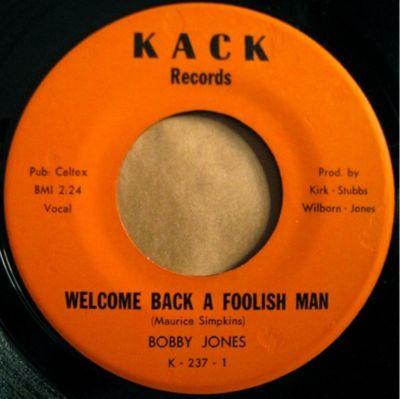 KACK
Records
Pub: Celtex
BMI 2:24
Vocal
Prod. by
Kirk - Stubbs
Wilborn - Jones
WELCOME BACK A FOOLISH MAN
(Maurice Simpkins)
BOBBY JONES
K - 237 - 1